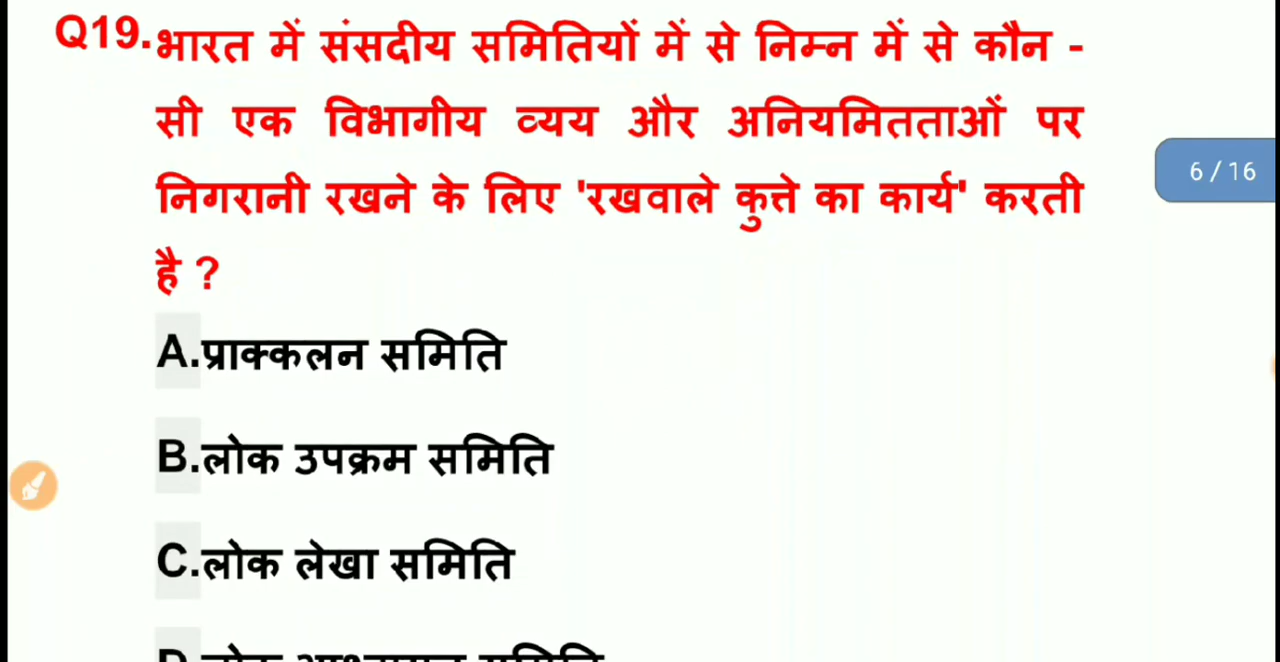 Q19.भारत में संसदीय समितियों में से निम्न में से कौन -
सी एक विभागीय व्यय और अनियमितताओं पर
निगरानी रखने के लिए 'रखवाले कुत्ते का कार्य' करती
है ?
6 / 16
A.प्राक्कलन समिति
B.लोक उपक्रम समिति
C.लोक लेखा समिति